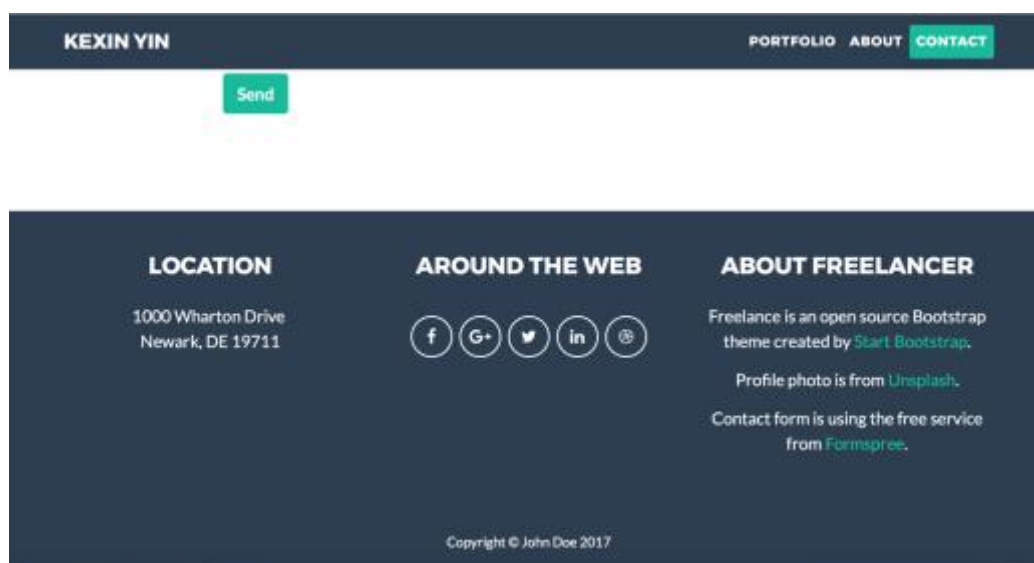 KEXIN YIN
PORTFOLIO ABOUT CONTACT
Send
LOCATION
1000 Wharton Drive
Newark, DE 19711
AROUND THE WEB
f G+ in
ABOUT FREELANCER
Freelance is an open source Bootstrap
theme created by Start Bootstrap.
Profile photo is from Unsplash.
Contact form is using the free service
from Formspree.
Copyright © John Doe 2017